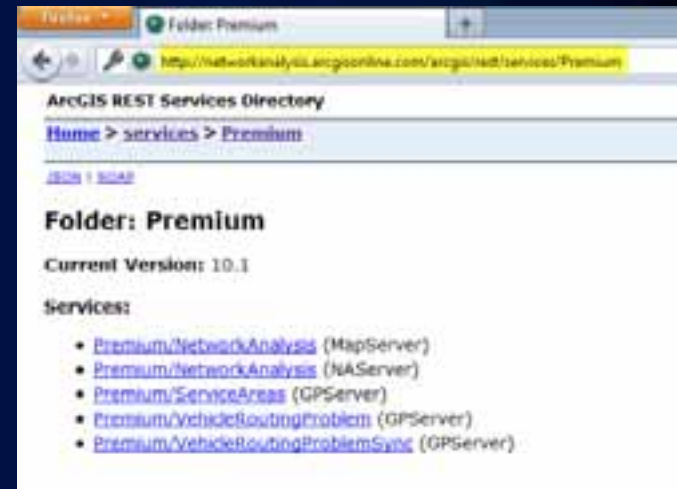 Firefox
Folder: Premium
+
http://networkanalysis.arcgisonline.com/arcgis/rest/services/Premium
ArcGIS REST Services Directory
Home > services > Premium
JSON | SOAP
Folder: Premium
Current Version: 10.1
Services:
• Premium/NetworkAnalysis (MapServer)
• Premium/NetworkAnalysis (NAServer)
• Premium/ServiceAreas (GPServer)
• Premium/VehicleRoutingProblem (GPServer)
• Premium/VehicleRoutingProblemSync (GPServer)